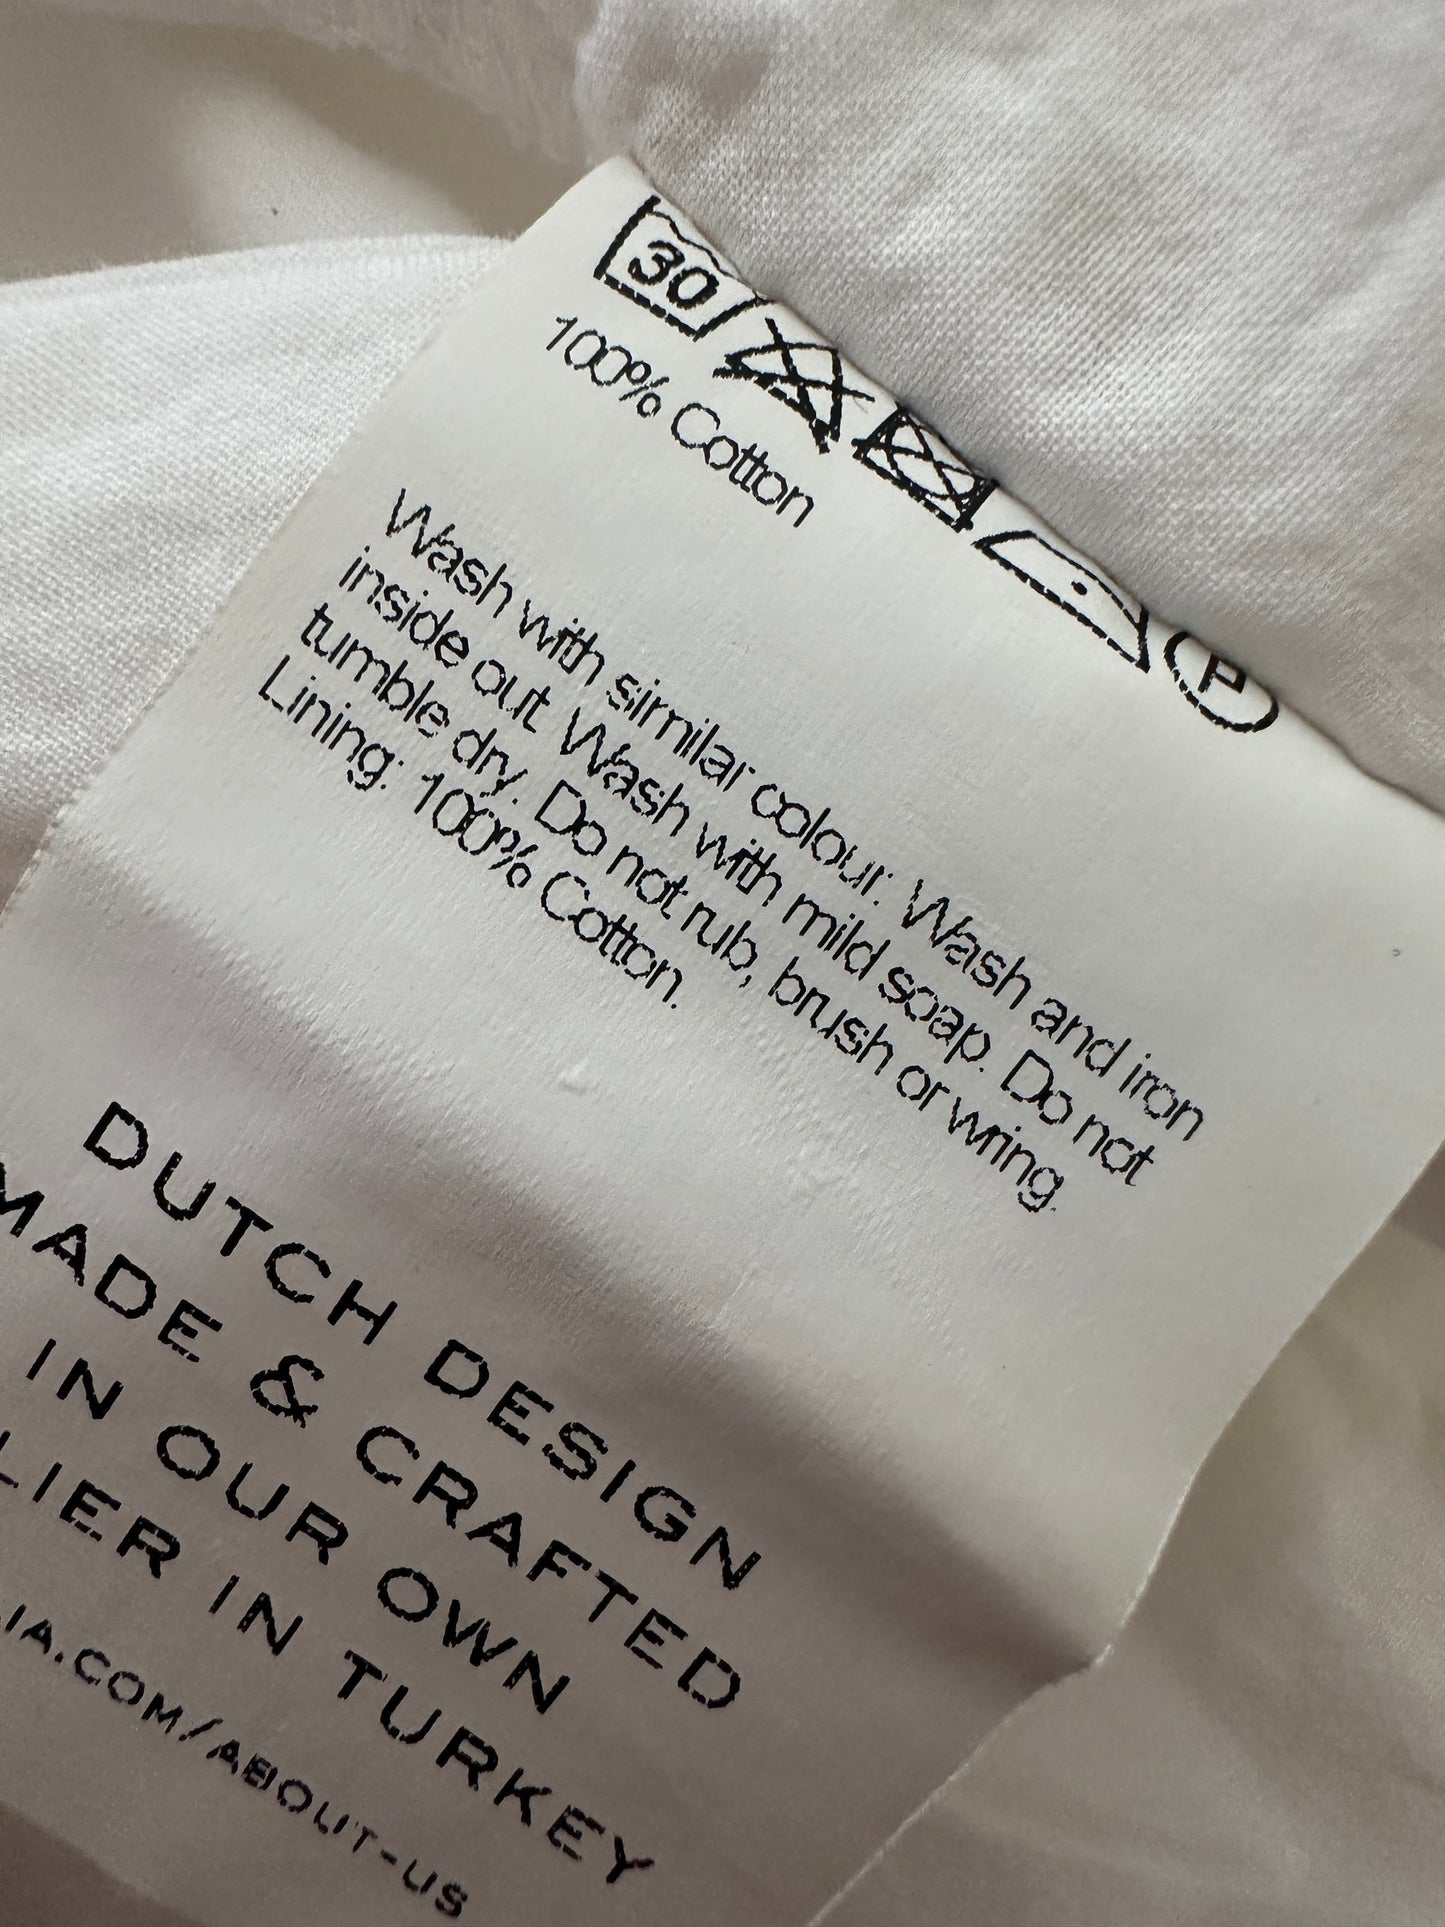 30
P
100% Cotton
Wash with similar colour. Wash and iron
inside out. Wash with mild soap. Do not
tumble dry. Do not rub, brush or wring.
Lining: 100% Cotton.
DUTCH DESIGN
MADE & CRAFTED
IN OUR OWN
LIER IN TURKEY
IA.COM/ABOUT-US